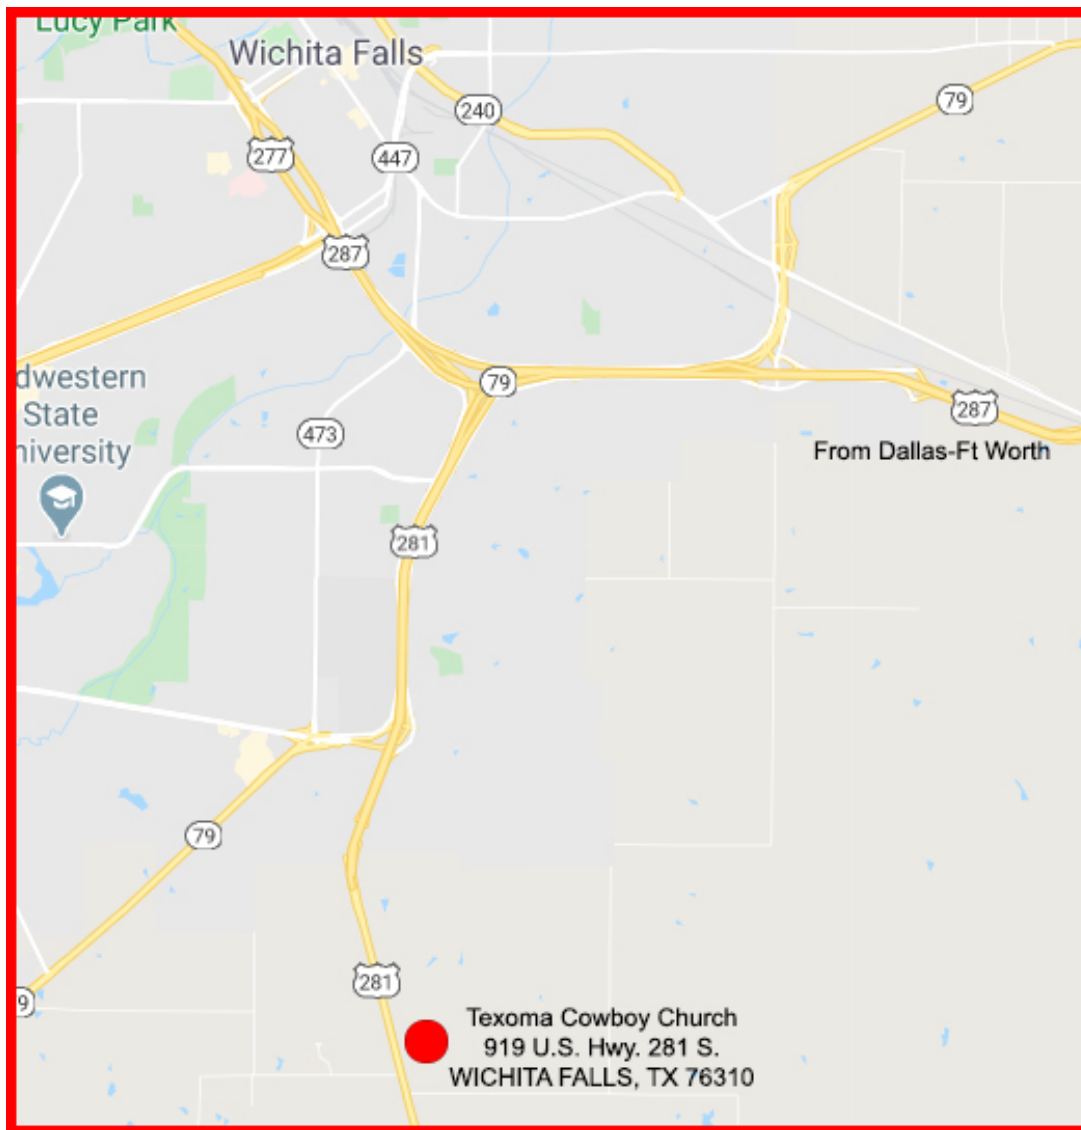 Lucy Park
Wichita Falls
240
79
277
447
287
79
287
From Dallas-Ft Worth
dwestern
State
niversity
473
281
79
281
9
Texoma Cowboy Church
919 U.S. Hwy. 281 S.
WICHITA FALLS, TX 76310